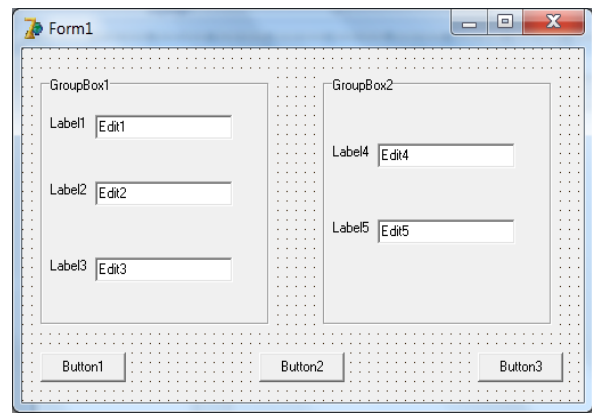 Form1
GroupBox1
Label1 Edit1
Label2 Edit2
Label3 Edit3
GroupBox2
Label4 Edit4
Label5 Edit5
Button1 Button2 Button3